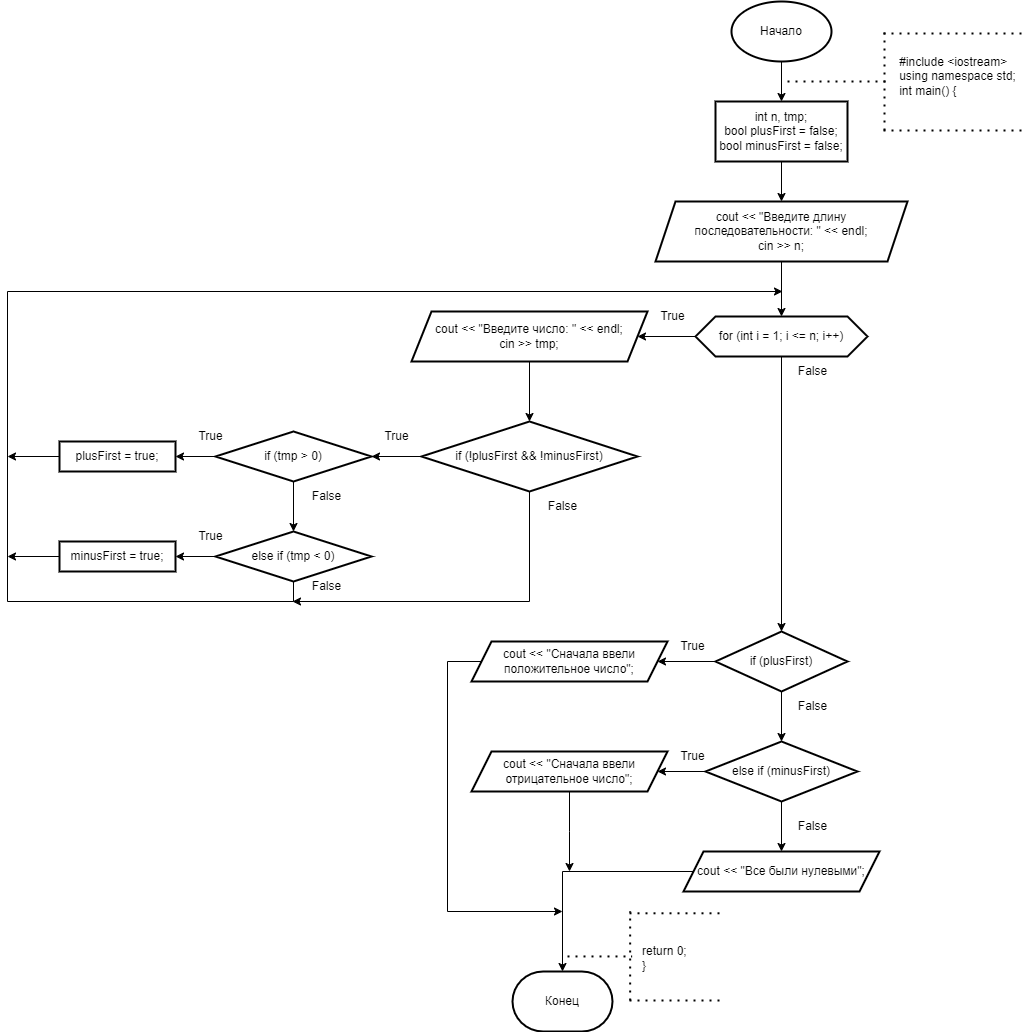 Начало
#include <iostream>
using namespace std;
int main() {
int n, tmp;
bool plusFirst = false;
bool minusFirst = false;
cout << "Введите длину
последовательности: " << endl;
cin >> n;
for (int i = 1; i <= n; i++)
True
False
cout << "Введите число: " << endl;
cin >> tmp;
if (!plusFirst && !minusFirst)
True
False
if (tmp > 0)
True
False
plusFirst = true;
else if (tmp < 0)
True
False
minusFirst = true;
if (plusFirst)
True
False
cout << "Сначала ввели
положительное число";
else if (minusFirst)
True
False
cout << "Сначала ввели
отрицательное число";
cout << "Все были нулевыми";
return 0;
}
Конец